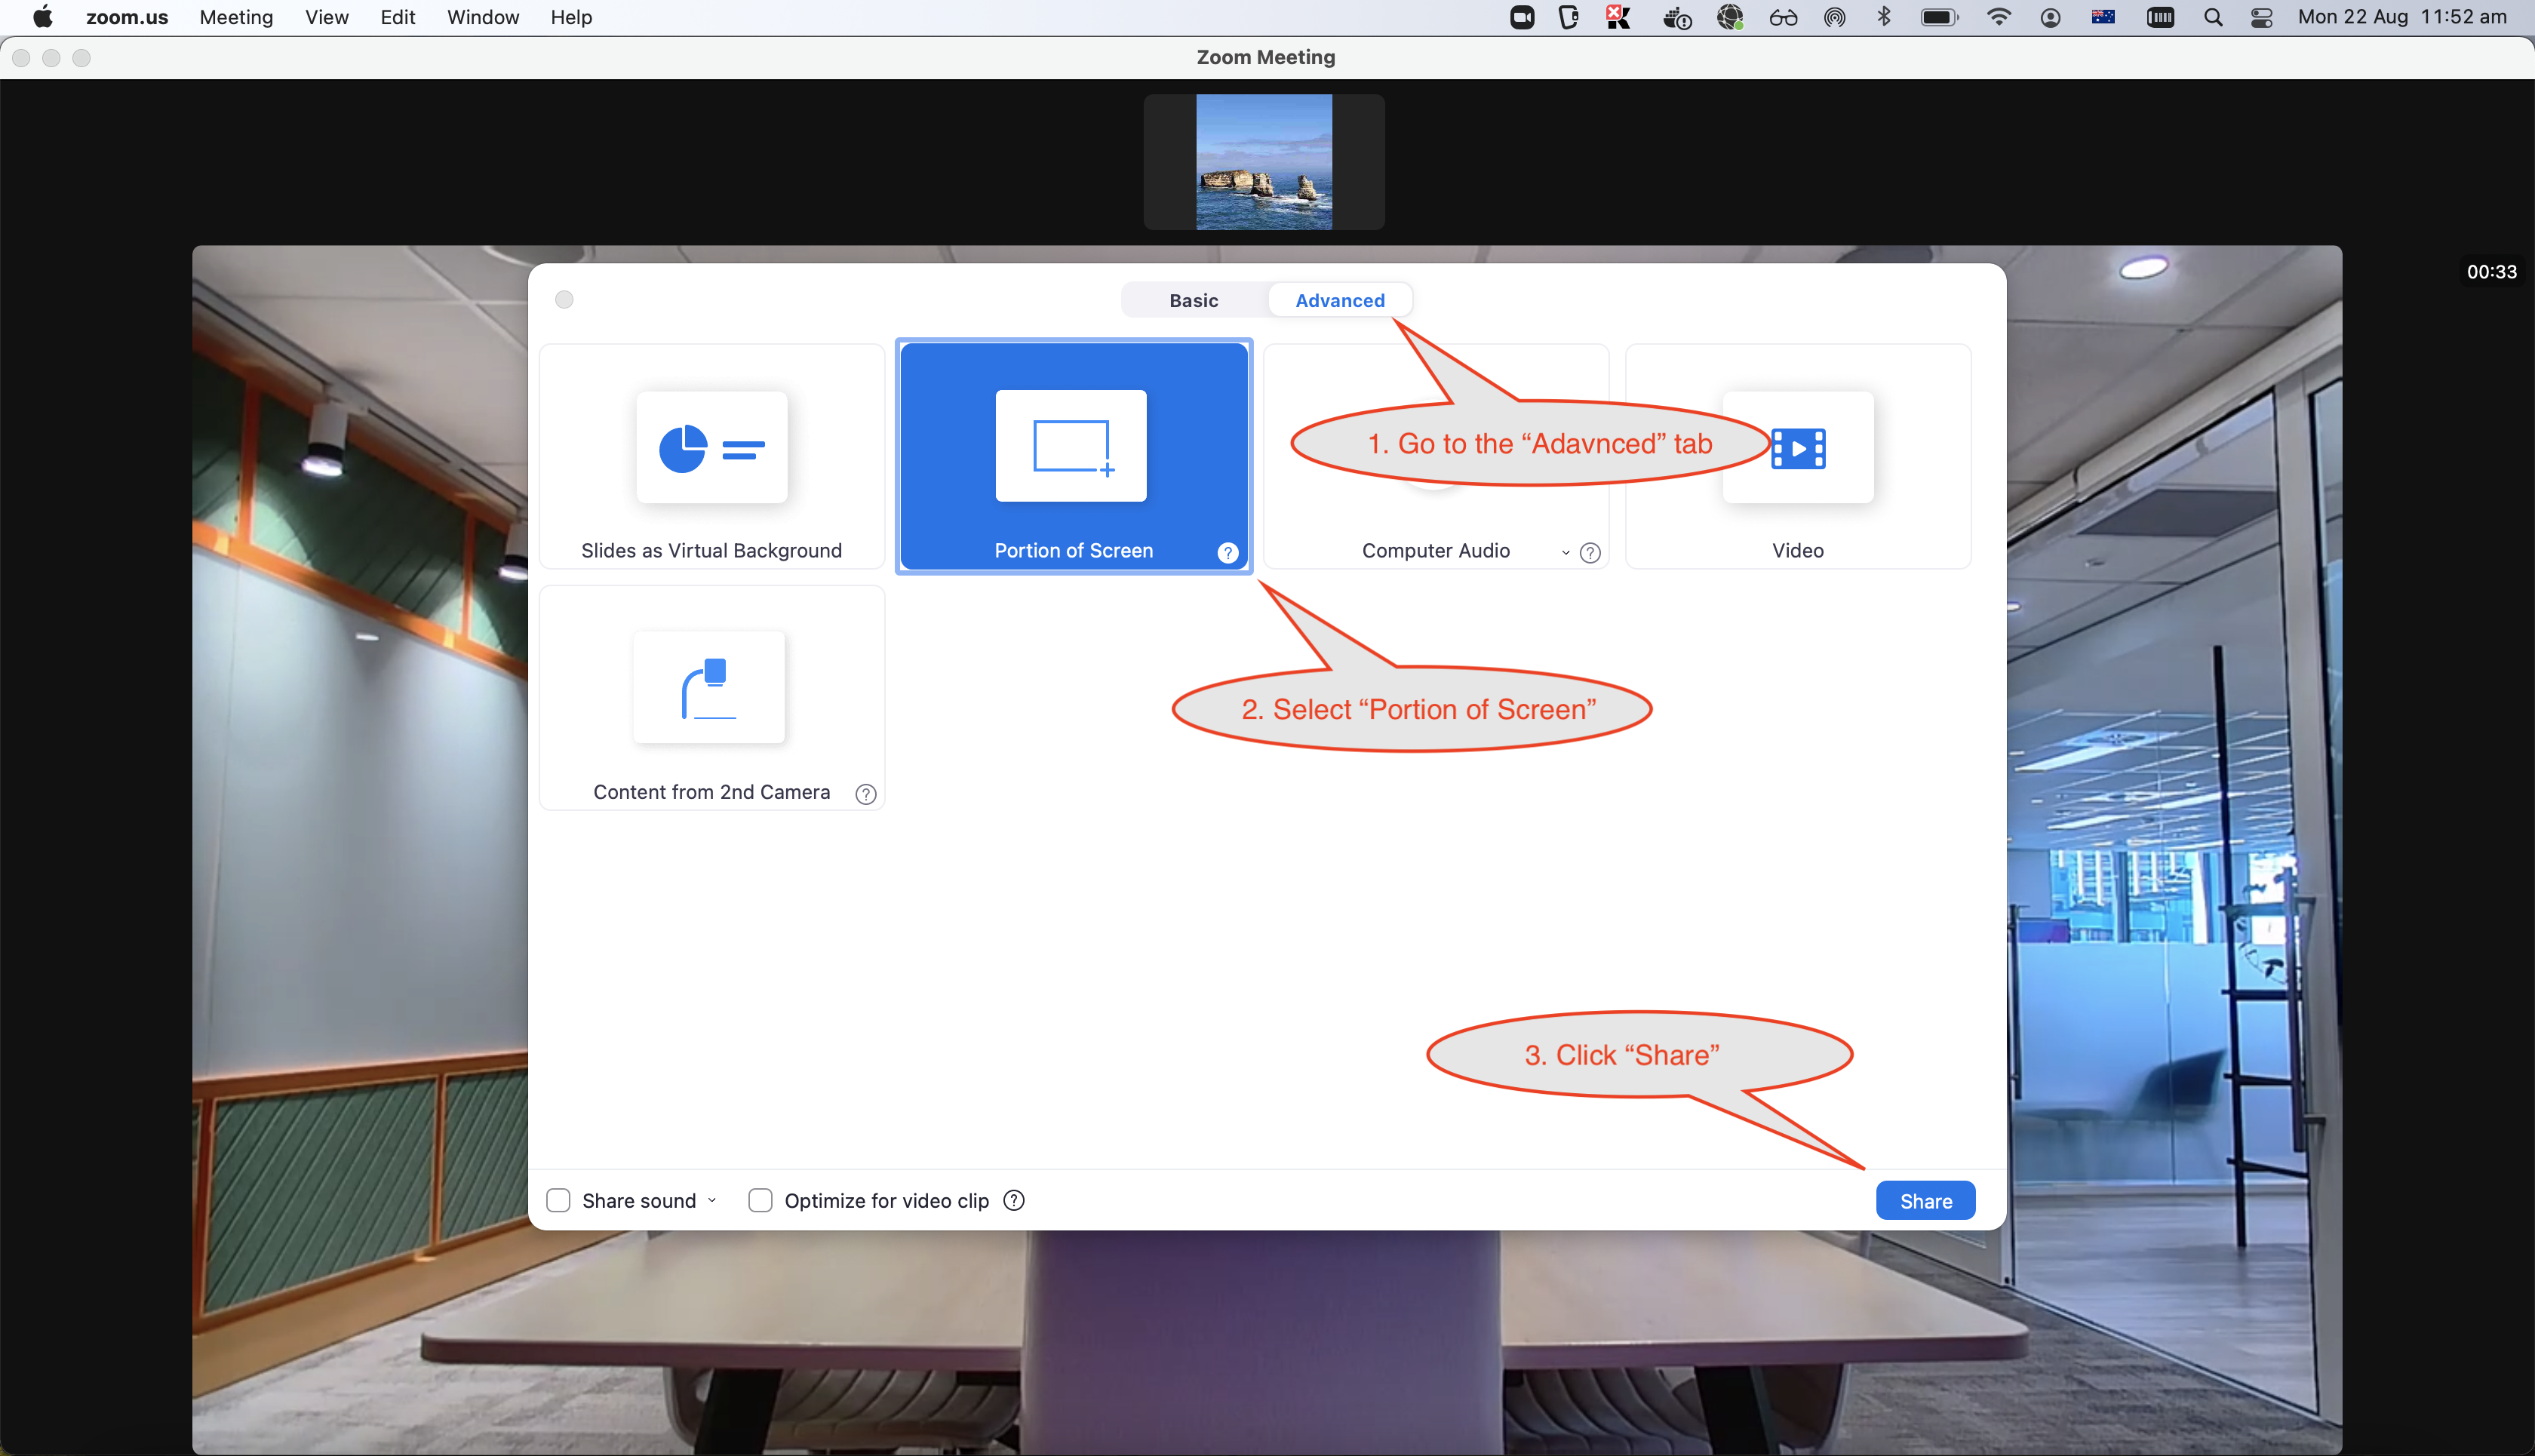 zoom.us Meeting View Edit Window Help Mon 22 Aug 11:52 am
Zoom Meeting
00:33
Basic Advanced
1. Go to the “Adavnced” tab
Slides as Virtual Background
Portion of Screen ?
Computer Audio ?
Video
2. Select “Portion of Screen”
Content from 2nd Camera ?
3. Click “Share”
Share sound Optimize for video clip ? Share